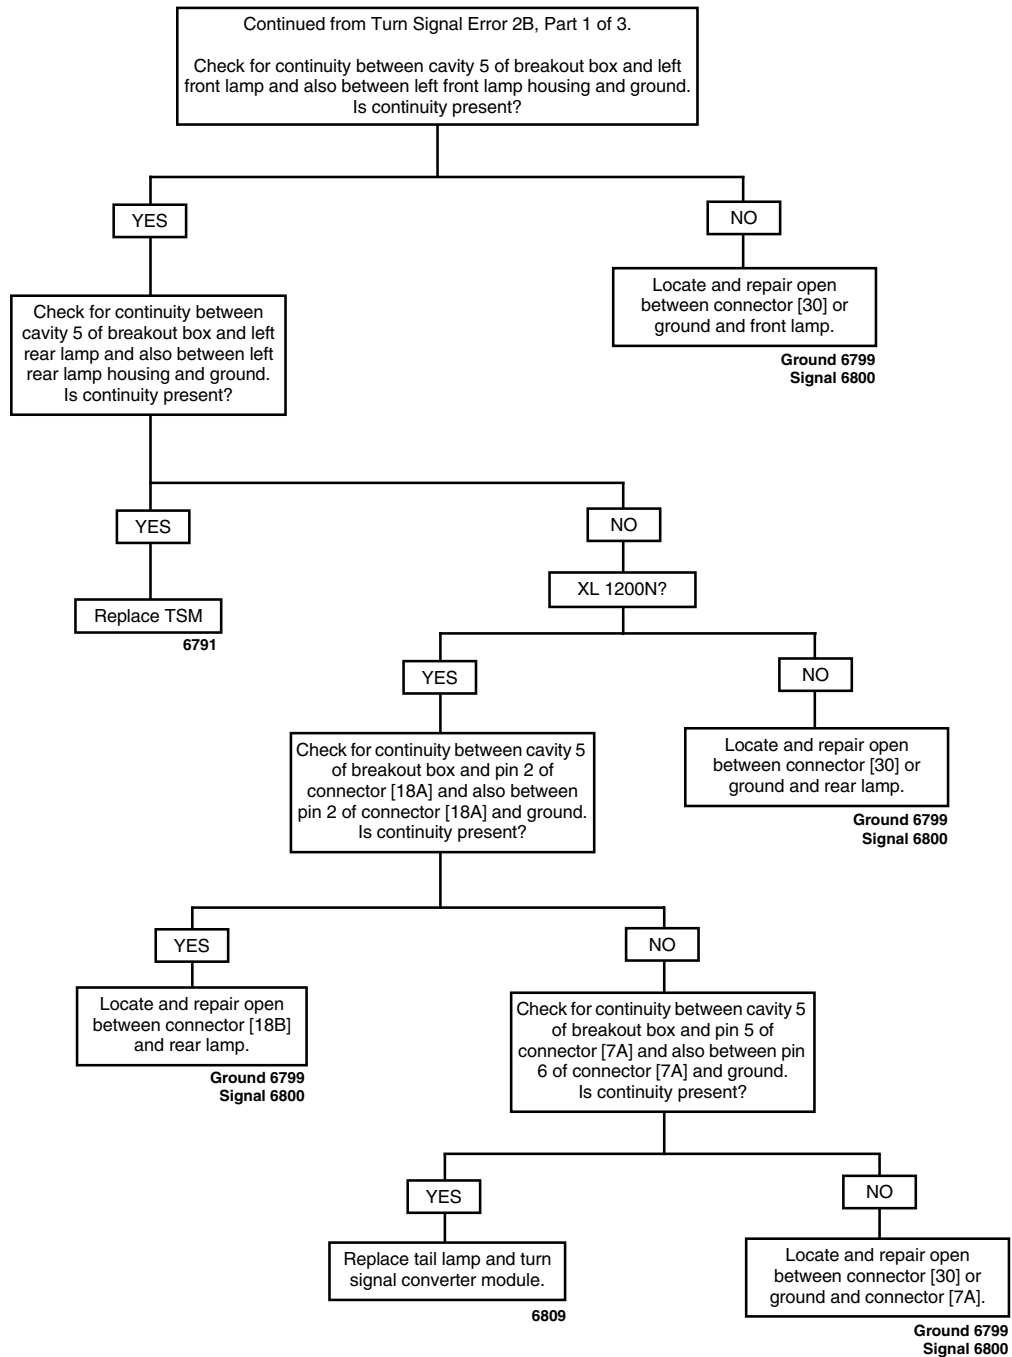 Continued from Turn Signal Error 2B, Part 1 of 3.
Check for continuity between cavity 5 of breakout box and left
front lamp and also between left front lamp housing and ground.
Is continuity present?
YES
NO
Locate and repair open
between connector [30] or
ground and front lamp.
Ground 6799
Signal 6800
Check for continuity between
cavity 5 of breakout box and left
rear lamp and also between left
rear lamp housing and ground.
Is continuity present?
YES
NO
Replace TSM
6791
XL 1200N?
YES
NO
Check for continuity between cavity 5
of breakout box and pin 2 of
connector [18A] and also between
pin 2 of connector [18A] and ground.
Is continuity present?
Locate and repair open
between connector [30] or
ground and rear lamp.
Ground 6799
Signal 6800
YES
NO
Locate and repair open
between connector [18B]
and rear lamp.
Ground 6799
Signal 6800
Check for continuity between cavity 5
of breakout box and pin 5 of
connector [7A] and also between pin
6 of connector [7A] and ground.
Is continuity present?
YES
NO
Replace tail lamp and turn
signal converter module.
6809
Locate and repair open
between connector [30] or
ground and connector [7A].
Ground 6799
Signal 6800